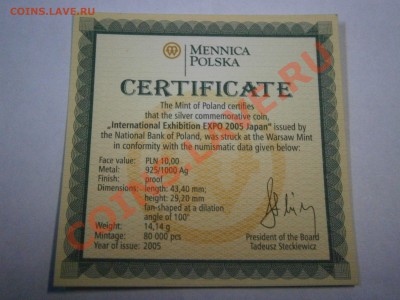 COINS.LAVE.RU
MENNICA
POLSKA
CERTIFICATE
The Mint of Poland certifies
that the silver commemorative coin,
„International Exhibition EXPO 2005 Japan" issued by
the National Bank of Poland, was struck at the Warsaw Mint
in conformity with the numismatic data given below:
Face value: PLN 10,00
Metal: 925/1000 Ag
Finish: proof
Dimensions: length: 43,40 mm;
height: 29,20 mm
fan-shaped at a dilation
angle of 100°
Weight: 14,14 g
Mintage: 80 000 pcs
Year of issue: 2005
President of the Board
Tadeusz Steckiewicz
COINS.LAVE.RU